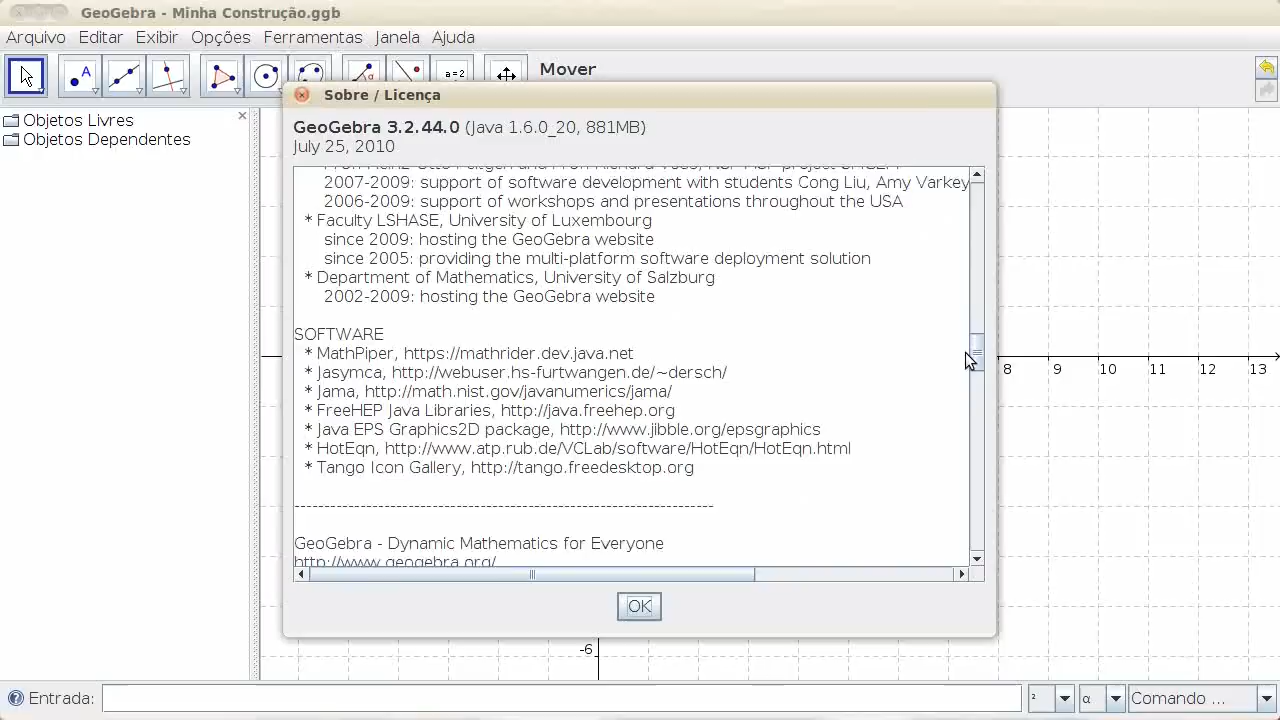 GeoGebra - Minha Construção.ggb
Arquivo Editar Exibir Opções Ferramentas Janela Ajuda
A
α
a=2
Mover
Objetos Livres
Objetos Dependentes
Sobre / Licença
GeoGebra 3.2.44.0 (Java 1.6.0_20, 881MB)
July 25, 2010
2007-2009: support of software development with students Cong Liu, Amy Varkey
2006-2009: support of workshops and presentations throughout the USA
* Faculty LSHASE, University of Luxembourg
since 2009: hosting the GeoGebra website
since 2005: providing the multi-platform software deployment solution
* Department of Mathematics, University of Salzburg
2002-2009: hosting the GeoGebra website
SOFTWARE
* MathPiper, https://mathrider.dev.java.net
* Jasymca, http://webuser.hs-furtwangen.de/~dersch/
* Jama, http://math.nist.gov/javanumerics/jama/
* FreeHEP Java Libraries, http://java.freehep.org
* Java EPS Graphics2D package, http://www.jibble.org/epsgraphics
* HotEqn, http://www.atp.rub.de/VCLab/software/HotEqn/HotEqn.html
* Tango Icon Gallery, http://tango.freedesktop.org
----------------------------------------------------------------------
GeoGebra - Dynamic Mathematics for Everyone
http://www.geogebra.org/
OK
8 9 10 11 12 13
-6
Entrada: ² α Comando ...